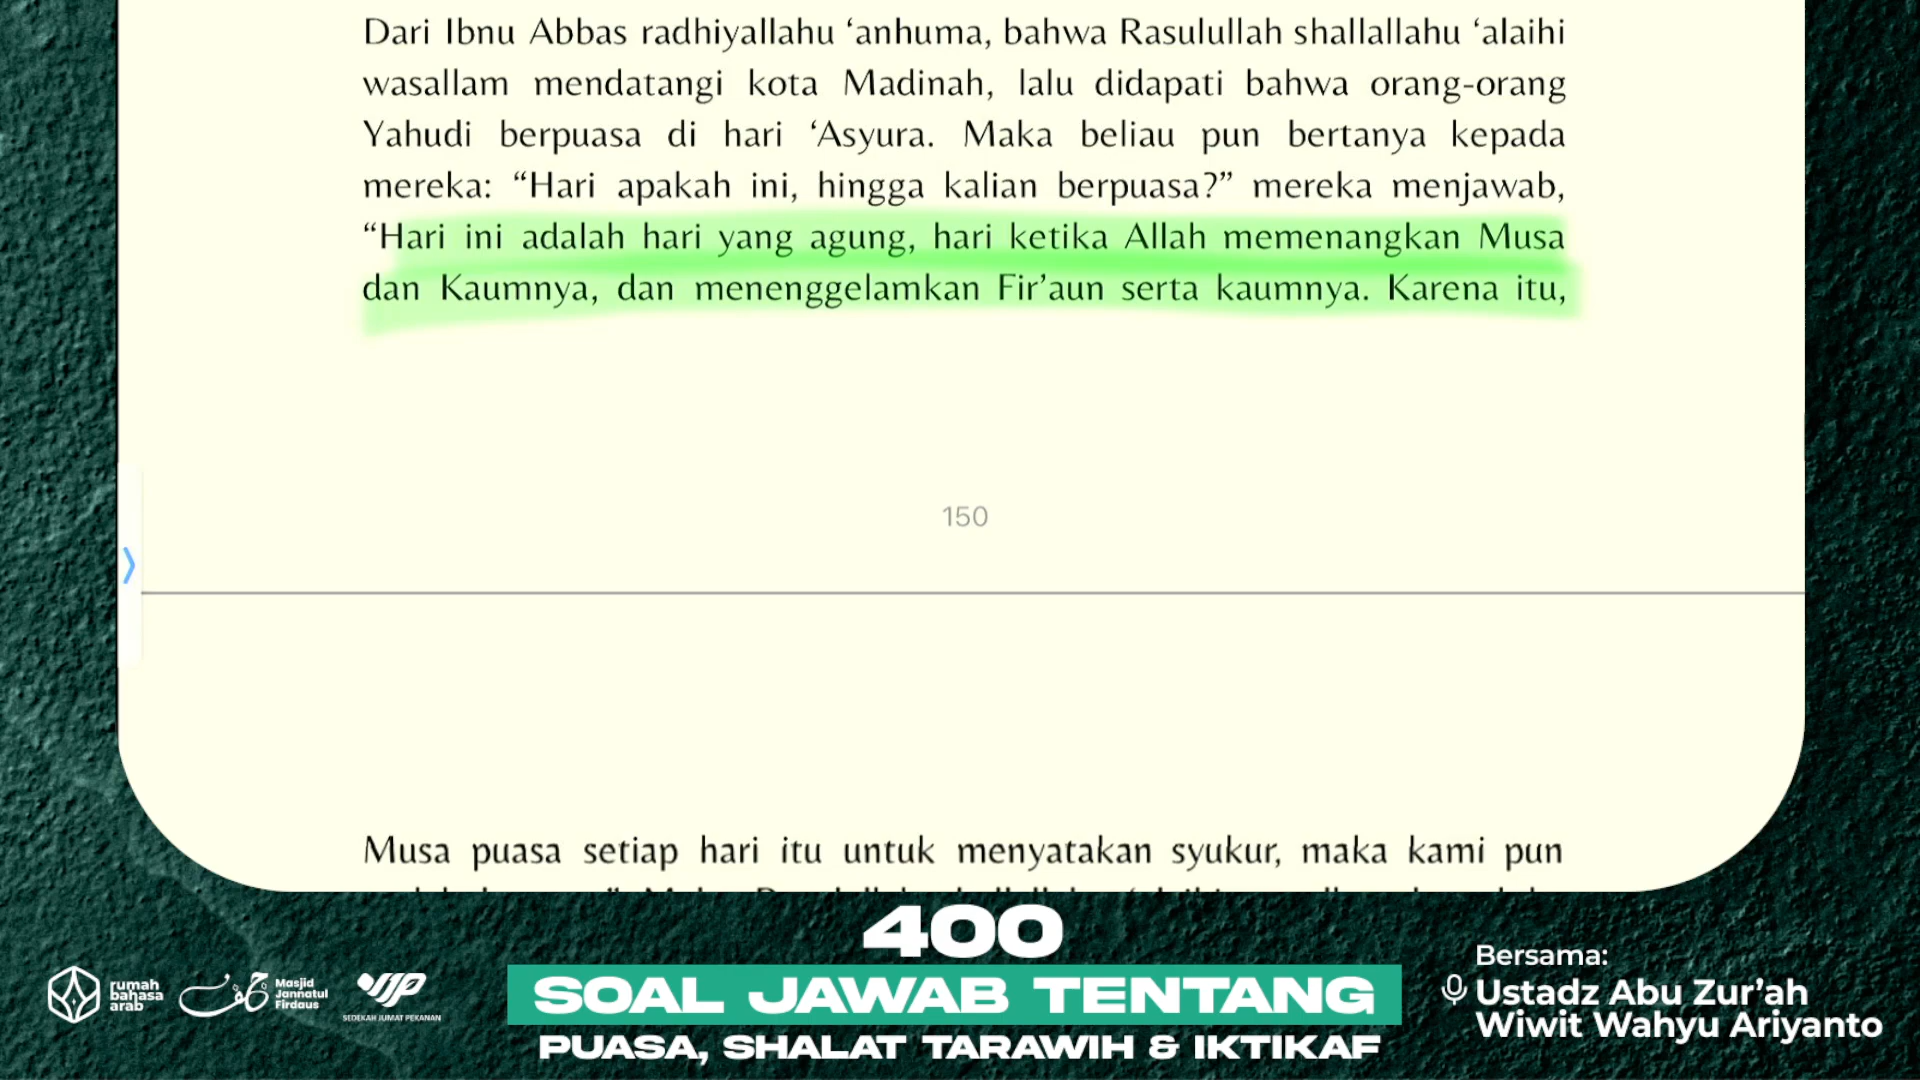 Dari Ibnu Abbas radhiyallahu ‘anhuma, bahwa Rasulullah shallallahu ‘alaihi
wasallam mendatangi kota Madinah, lalu didapati bahwa orang-orang
Yahudi berpuasa di hari ‘Asyura. Maka beliau pun bertanya kepada
mereka: “Hari apakah ini, hingga kalian berpuasa?” mereka menjawab,
“Hari ini adalah hari yang agung, hari ketika Allah memenangkan Musa
dan Kaumnya, dan menenggelamkan Fir’aun serta kaumnya. Karena itu,
150
Musa puasa setiap hari itu untuk menyatakan syukur, maka kami pun
400
SOAL JAWAB TENTANG
PUASA, SHALAT TARAWIH & IKTIKAF
rumah
bahasa
arab
Masjid
Jannatul
Firdaus
SJP
SEDEKAH JUMAT PEKANAN
Bersama:
Ustadz Abu Zur’ah
Wiwit Wahyu Ariyanto